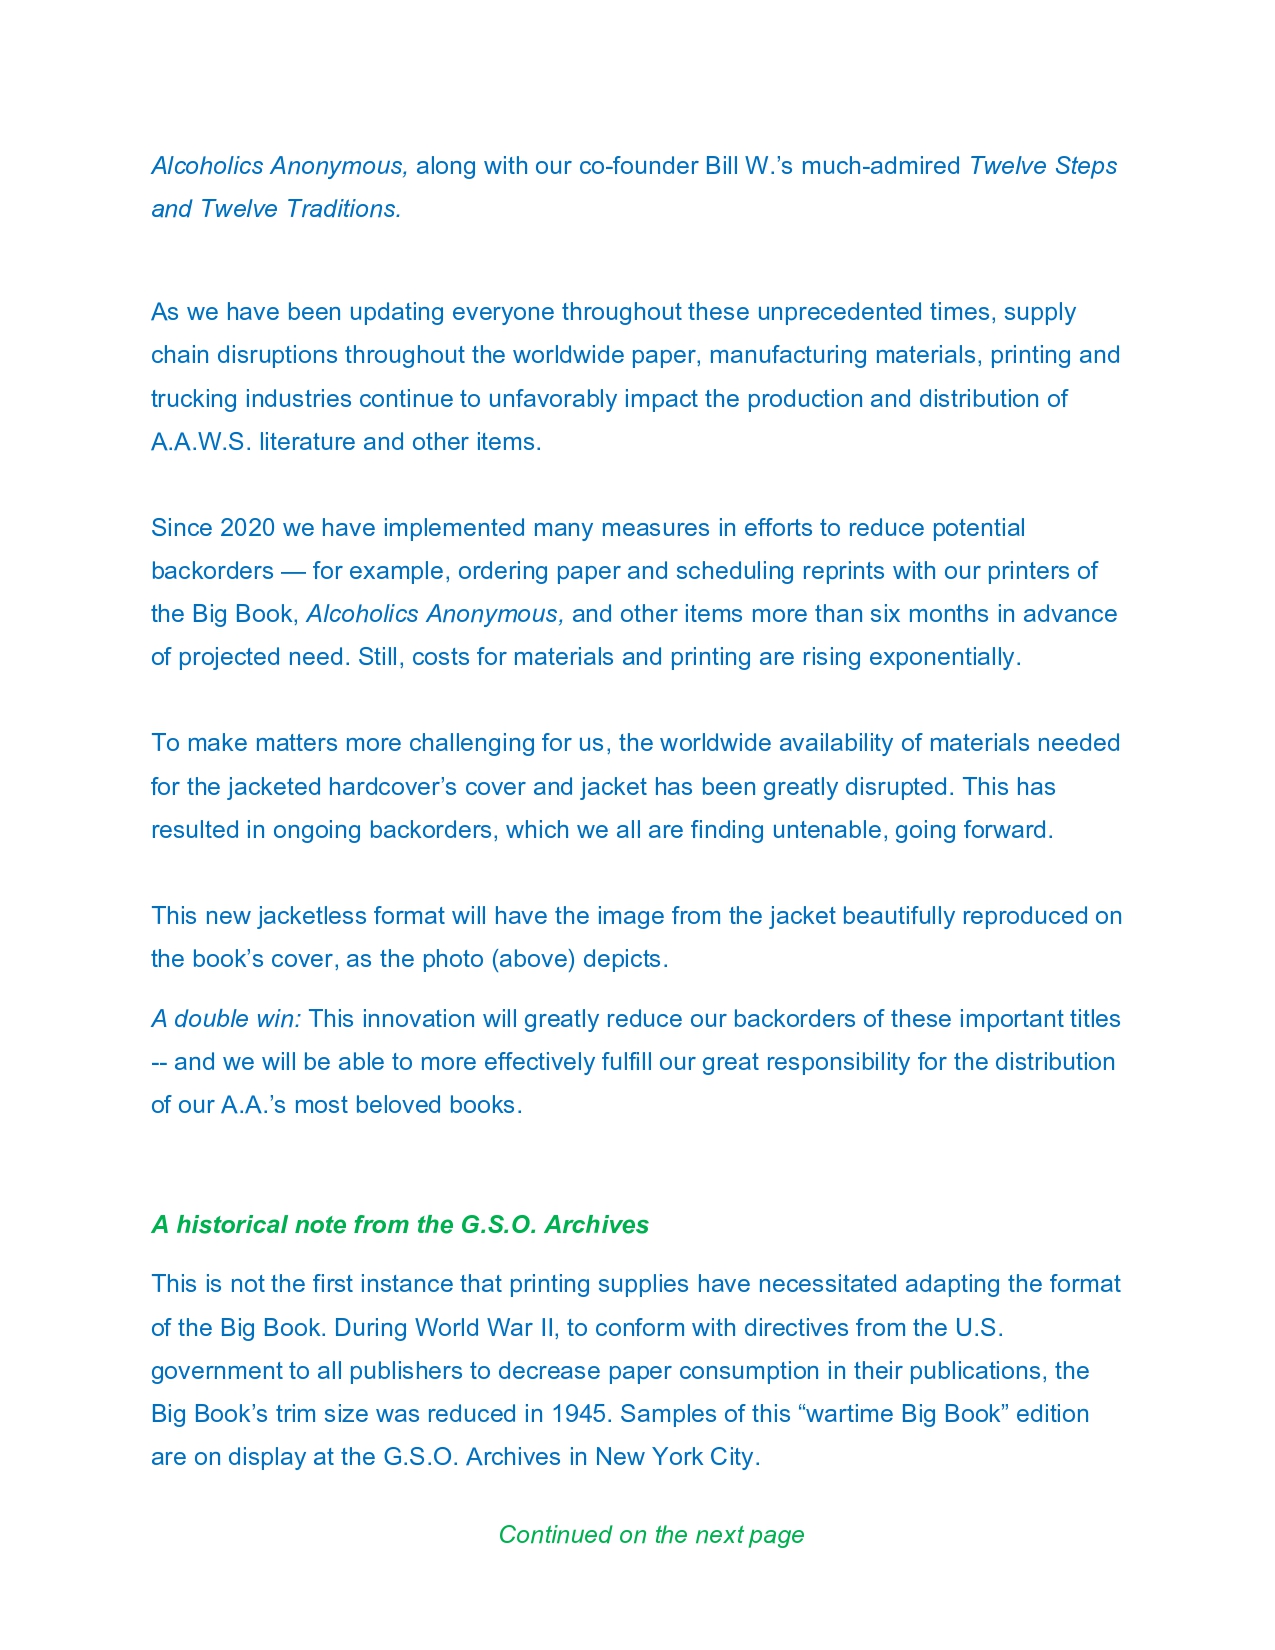 Alcoholics Anonymous, along with our co-founder Bill W.’s much-admired Twelve Steps
and Twelve Traditions.
As we have been updating everyone throughout these unprecedented times, supply
chain disruptions throughout the worldwide paper, manufacturing materials, printing and
trucking industries continue to unfavorably impact the production and distribution of
A.A.W.S. literature and other items.
Since 2020 we have implemented many measures in efforts to reduce potential
backorders — for example, ordering paper and scheduling reprints with our printers of
the Big Book, Alcoholics Anonymous, and other items more than six months in advance
of projected need. Still, costs for materials and printing are rising exponentially.
To make matters more challenging for us, the worldwide availability of materials needed
for the jacketed hardcover’s cover and jacket has been greatly disrupted. This has
resulted in ongoing backorders, which we all are finding untenable, going forward.
This new jacketless format will have the image from the jacket beautifully reproduced on
the book’s cover, as the photo (above) depicts.
A double win: This innovation will greatly reduce our backorders of these important titles
-- and we will be able to more effectively fulfill our great responsibility for the distribution
of our A.A.’s most beloved books.
A historical note from the G.S.O. Archives
This is not the first instance that printing supplies have necessitated adapting the format
of the Big Book. During World War II, to conform with directives from the U.S.
government to all publishers to decrease paper consumption in their publications, the
Big Book’s trim size was reduced in 1945. Samples of this “wartime Big Book” edition
are on display at the G.S.O. Archives in New York City.
Continued on the next page